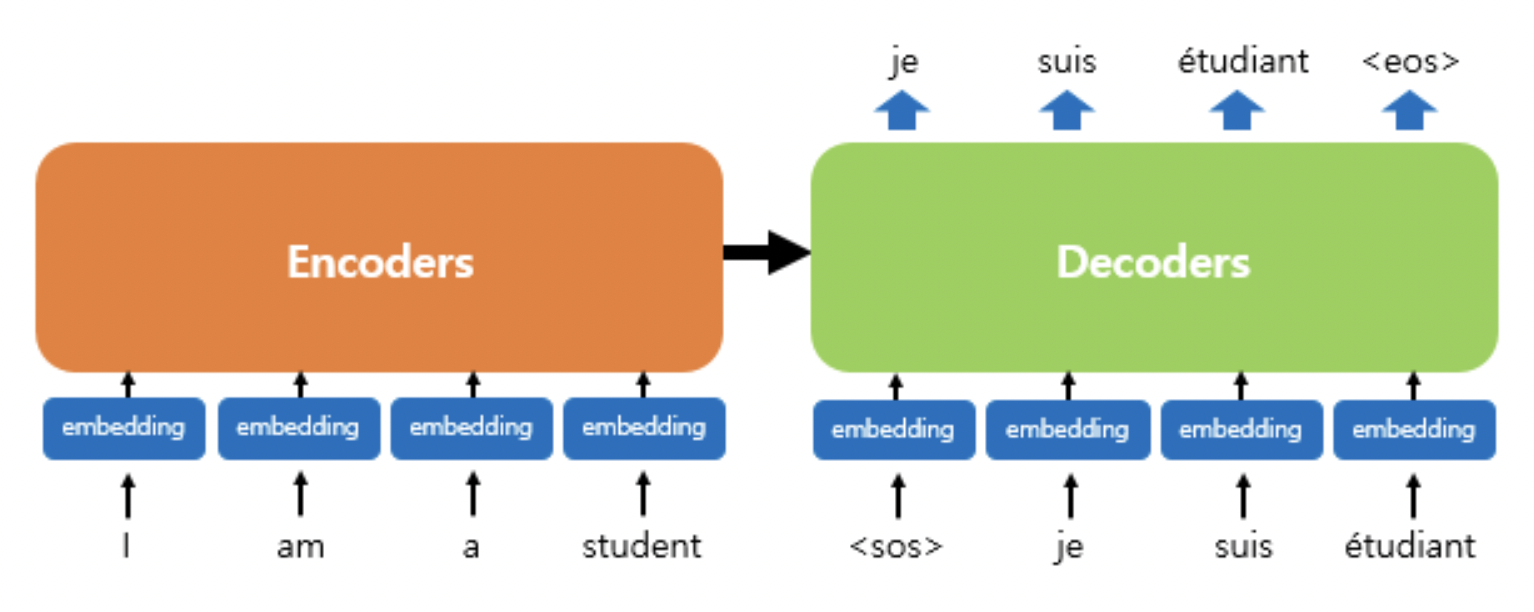 je suis étudiant <eos>
Encoders
Decoders
embedding embedding embedding embedding
embedding embedding embedding embedding
I am a student
<sos> je suis étudiant